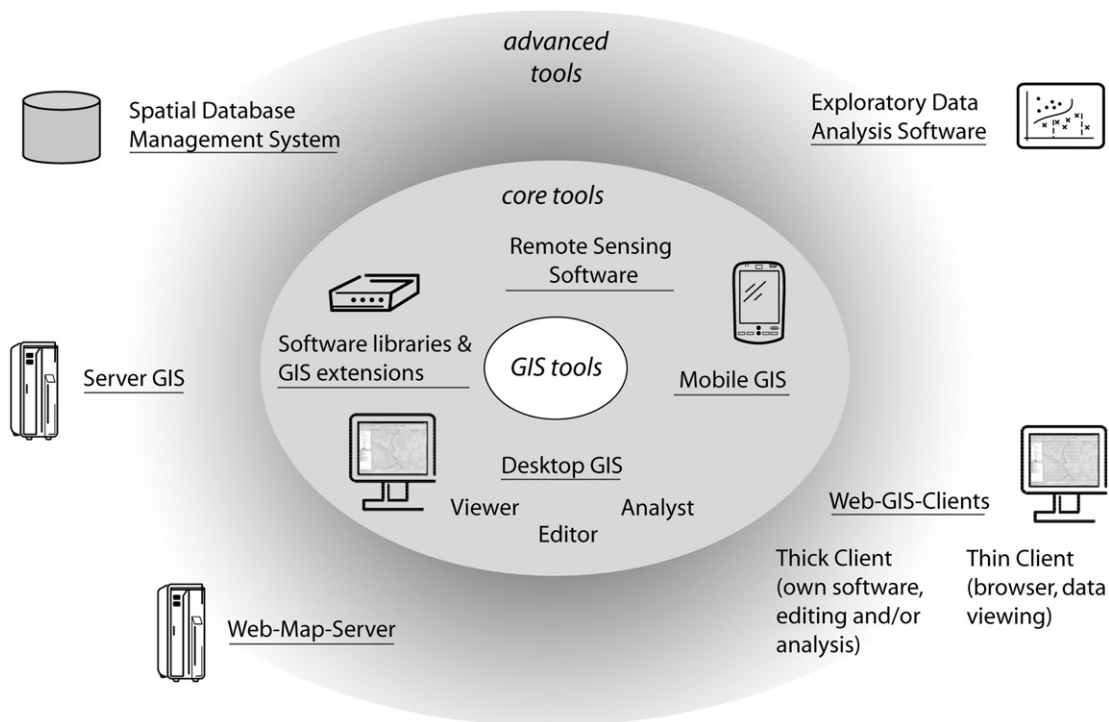 advanced
tools
Spatial Database
Management System
Exploratory Data
Analysis Software
core tools
Remote Sensing
Software
Software libraries &
GIS extensions
GIS tools
Mobile GIS
Server GIS
Desktop GIS
Viewer
Editor
Analyst
Web-GIS-Clients
Thick Client
(own software,
editing and/or
analysis)
Thin Client
(browser, data
viewing)
Web-Map-Server